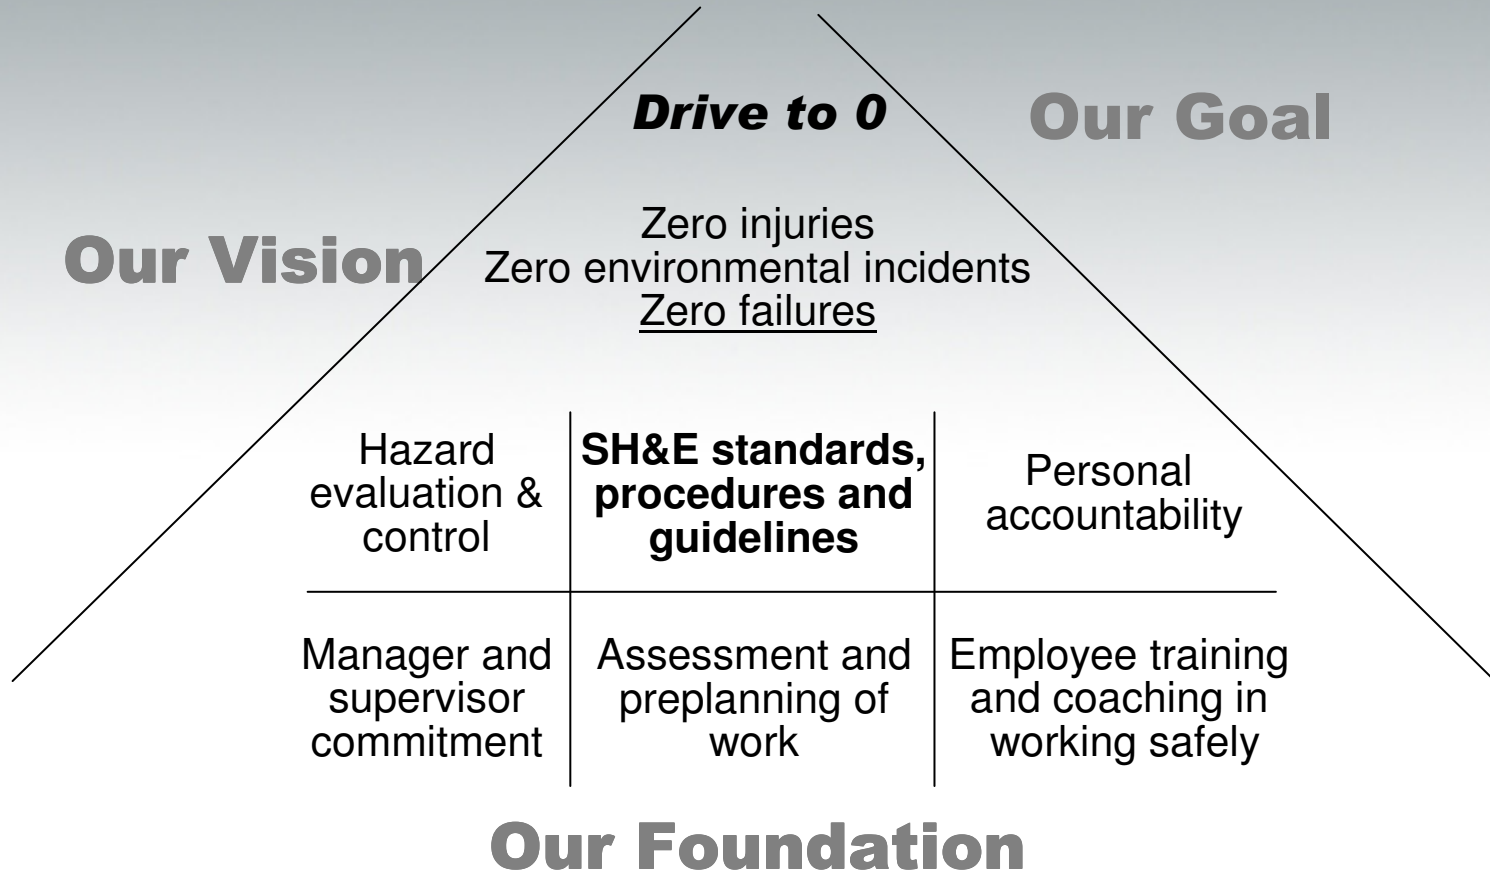 Drive to 0
Our Goal
Our Vision
Zero injuries
Zero environmental incidents
Zero failures
Hazard
evaluation &
control
SH&E standards,
procedures and
guidelines
Personal
accountability
Manager and
supervisor
commitment
Assessment and
preplanning of
work
Employee training
and coaching in
working safely
Our Foundation